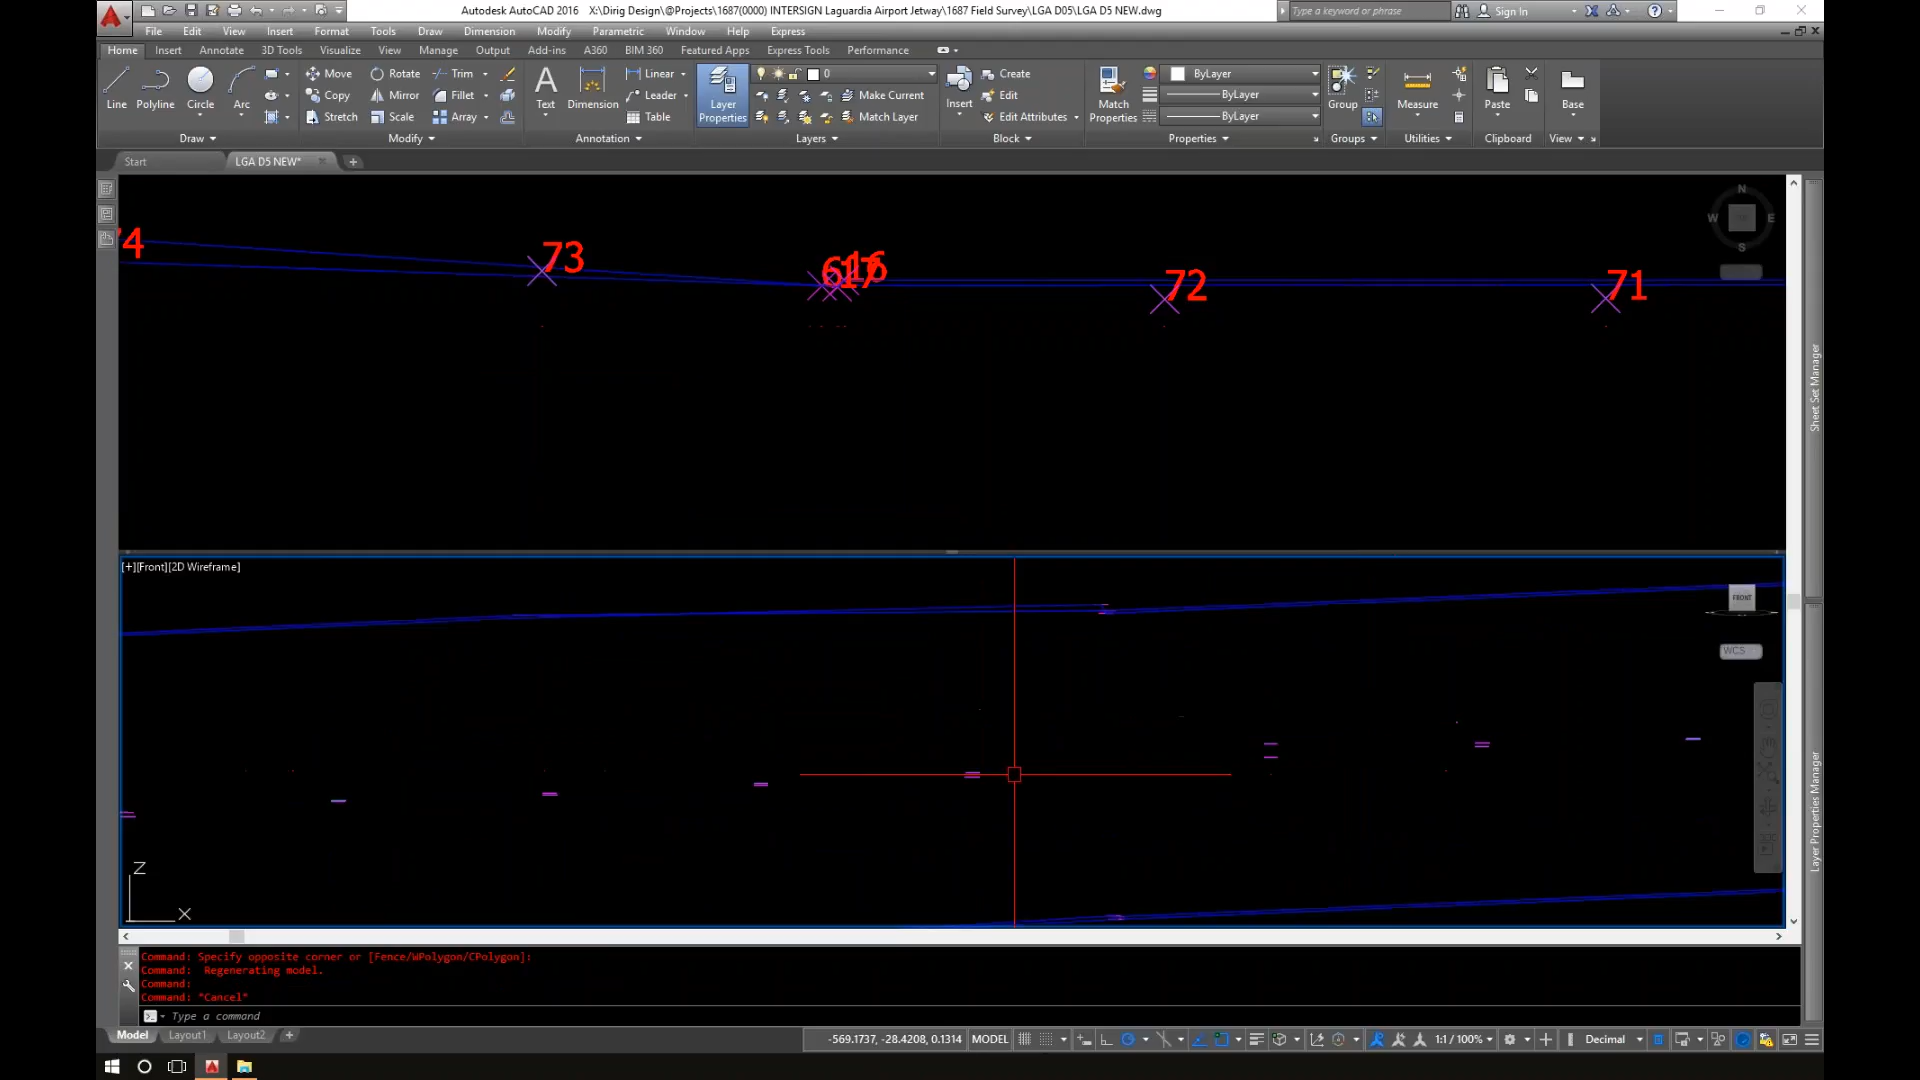 Autodesk AutoCAD 2016 X:\Dirig Design\@Projects\1687(0000) INTERSIGN Laguardia Airport Jetway\1687 Field Survey\LGA D05\LGA D5 NEW.dwg
Type a keyword or phrase
Sign In
File Edit View Insert Format Tools Draw Dimension Modify Parametric Window Help Express
Home Insert Annotate 3D Tools Visualize View Manage Output Add-ins A360 BIM 360 Featured Apps Express Tools Performance
Move Rotate Trim Linear 0 Create ByLayer
Line Polyline Circle Arc Copy Mirror Fillet Text Dimension Leader Layer Properties Make Current Insert Edit Match Properties ByLayer Group Measure Paste Base
Stretch Scale Array Table Match Layer Edit Attributes ByLayer
Draw Modify Annotation Layers Block Properties Groups Utilities Clipboard View
Start LGA D5 NEW*
N
W E
S
74 73 72 71
Sheet Set Manager
[+][Front][2D Wireframe]
FRONT
WCS
Layer Properties Manager
Z
X
Command: Specify opposite corner or [Fence/WPolygon/CPolygon]:
Command: Regenerating model.
Command:
Command: *Cancel*
Type a command
Model Layout1 Layout2
-569.1737, -28.4208, 0.1314 MODEL 1:1 / 100% Decimal